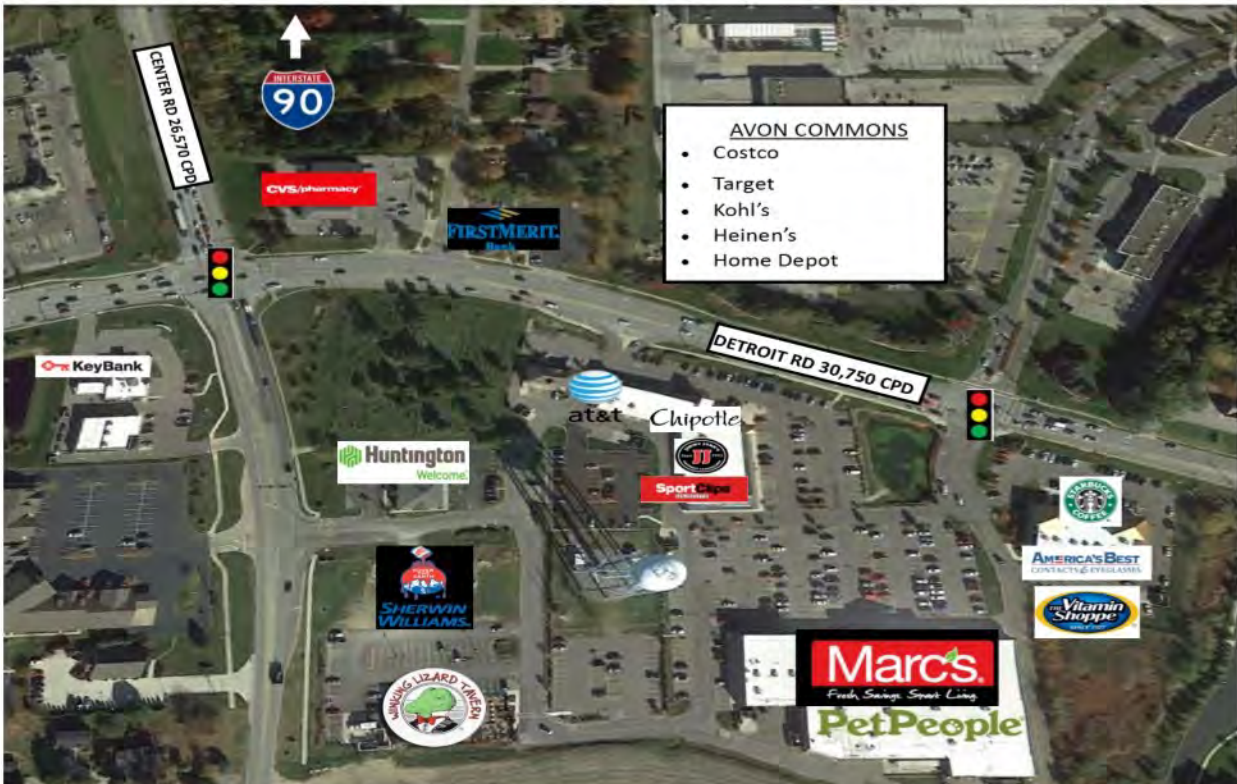 CENTER RD 26,570 CPD
INTERSTATE
90
CVS/pharmacy
FIRSTMERIT
Bank
AVON COMMONS
• Costco
• Target
• Kohl's
• Heinen's
• Home Depot
KeyBank
DETROIT RD 30,750 CPD
at&t
Chipotle
JJ
Huntington
Welcome.
SportClips
STARBUCKS
COFFEE
AMERICA'S BEST
CONTACTS & EYEGLASSES
SHERWIN
WILLIAMS.
THE Vitamin
Shoppe
Marc's.
Fresh. Savings. Smart Living.
WINKING LIZARD TAVERN
PetPeople